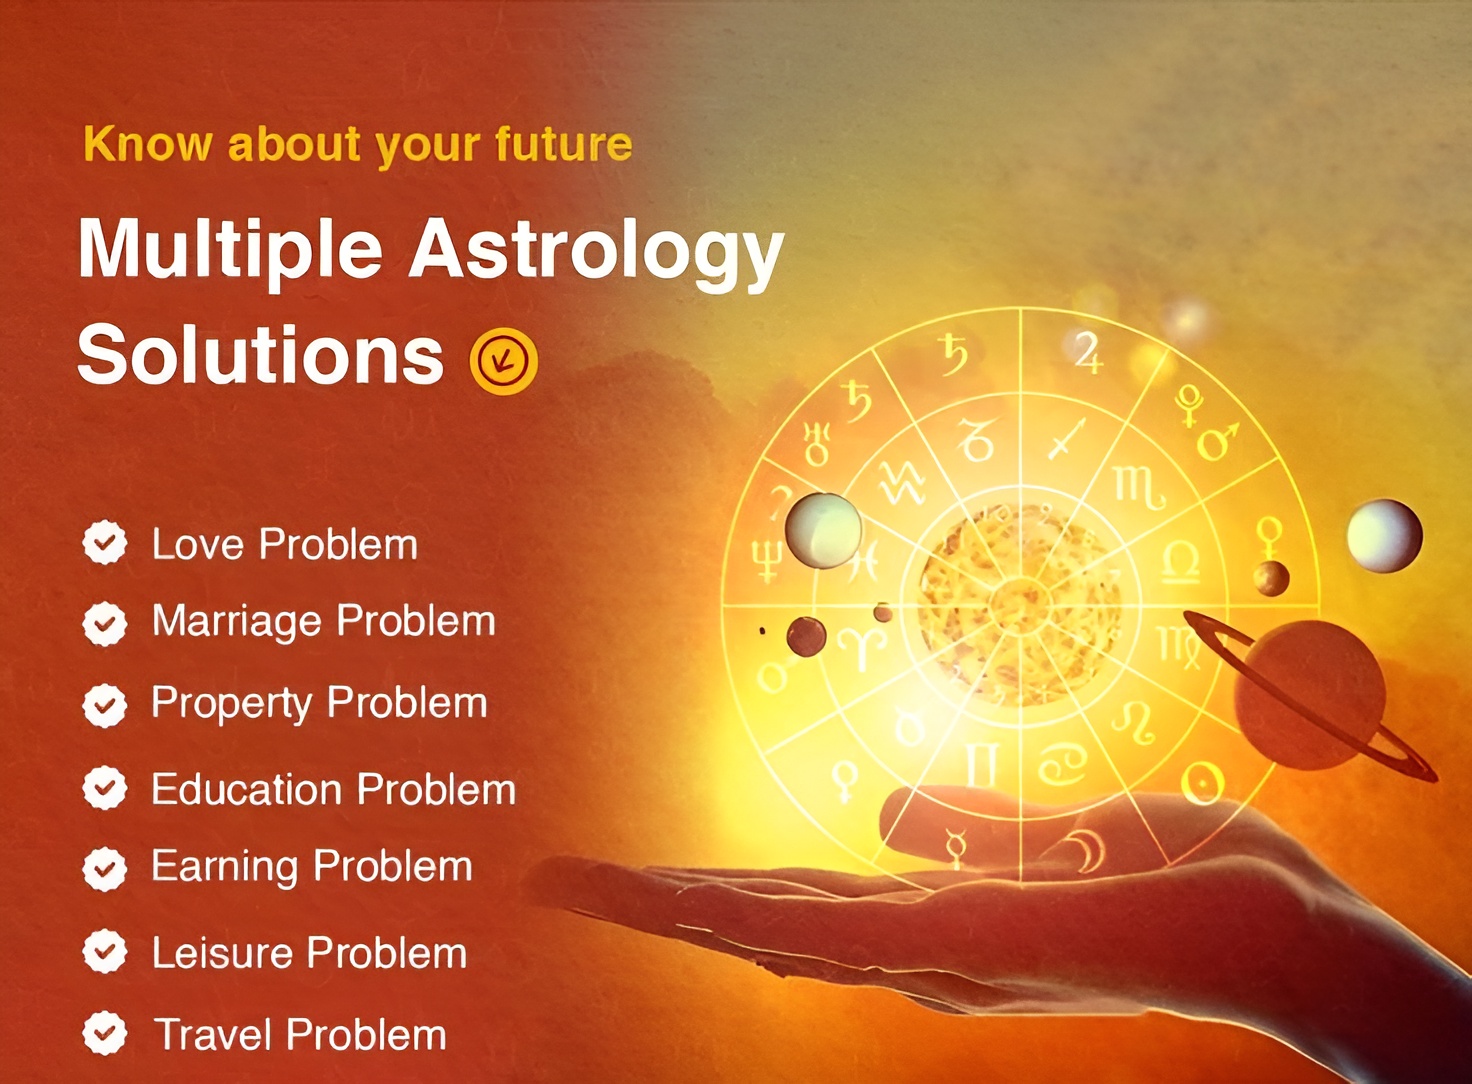 Know about your future
Multiple Astrology
Solutions
Love Problem
Marriage Problem
Property Problem
Education Problem
Earning Problem
Leisure Problem
Travel Problem